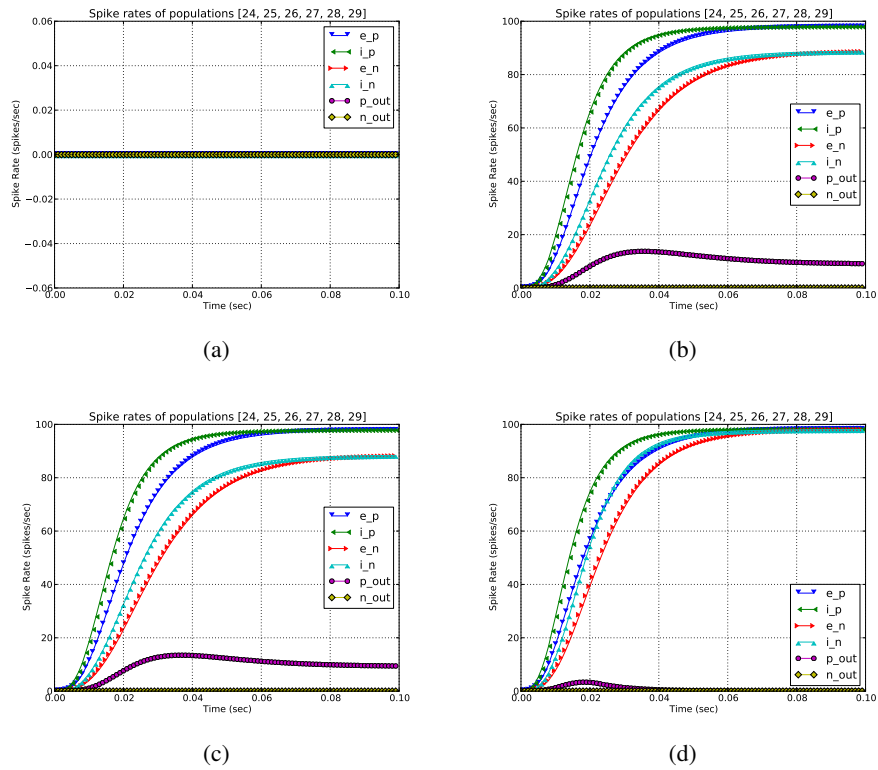 Spike rates of populations [24, 25, 26, 27, 28, 29]
0.06
0.04
0.02
0.00
−0.02
−0.04
−0.06
Spike Rate (spikes/sec)
e_p
i_p
e_n
i_n
p_out
n_out
0.00 0.02 0.04 0.06 0.08 0.10
Time (sec)
(a)
Spike rates of populations [24, 25, 26, 27, 28, 29]
100
80
60
40
20
0
Spike Rate (spikes/sec)
e_p
i_p
e_n
i_n
p_out
n_out
0.00 0.02 0.04 0.06 0.08 0.10
Time (sec)
(b)
Spike rates of populations [24, 25, 26, 27, 28, 29]
100
80
60
40
20
0
Spike Rate (spikes/sec)
e_p
i_p
e_n
i_n
p_out
n_out
0.00 0.02 0.04 0.06 0.08 0.10
Time (sec)
(c)
Spike rates of populations [24, 25, 26, 27, 28, 29]
100
80
60
40
20
0
Spike Rate (spikes/sec)
e_p
i_p
e_n
i_n
p_out
n_out
0.00 0.02 0.04 0.06 0.08 0.10
Time (sec)
(d)